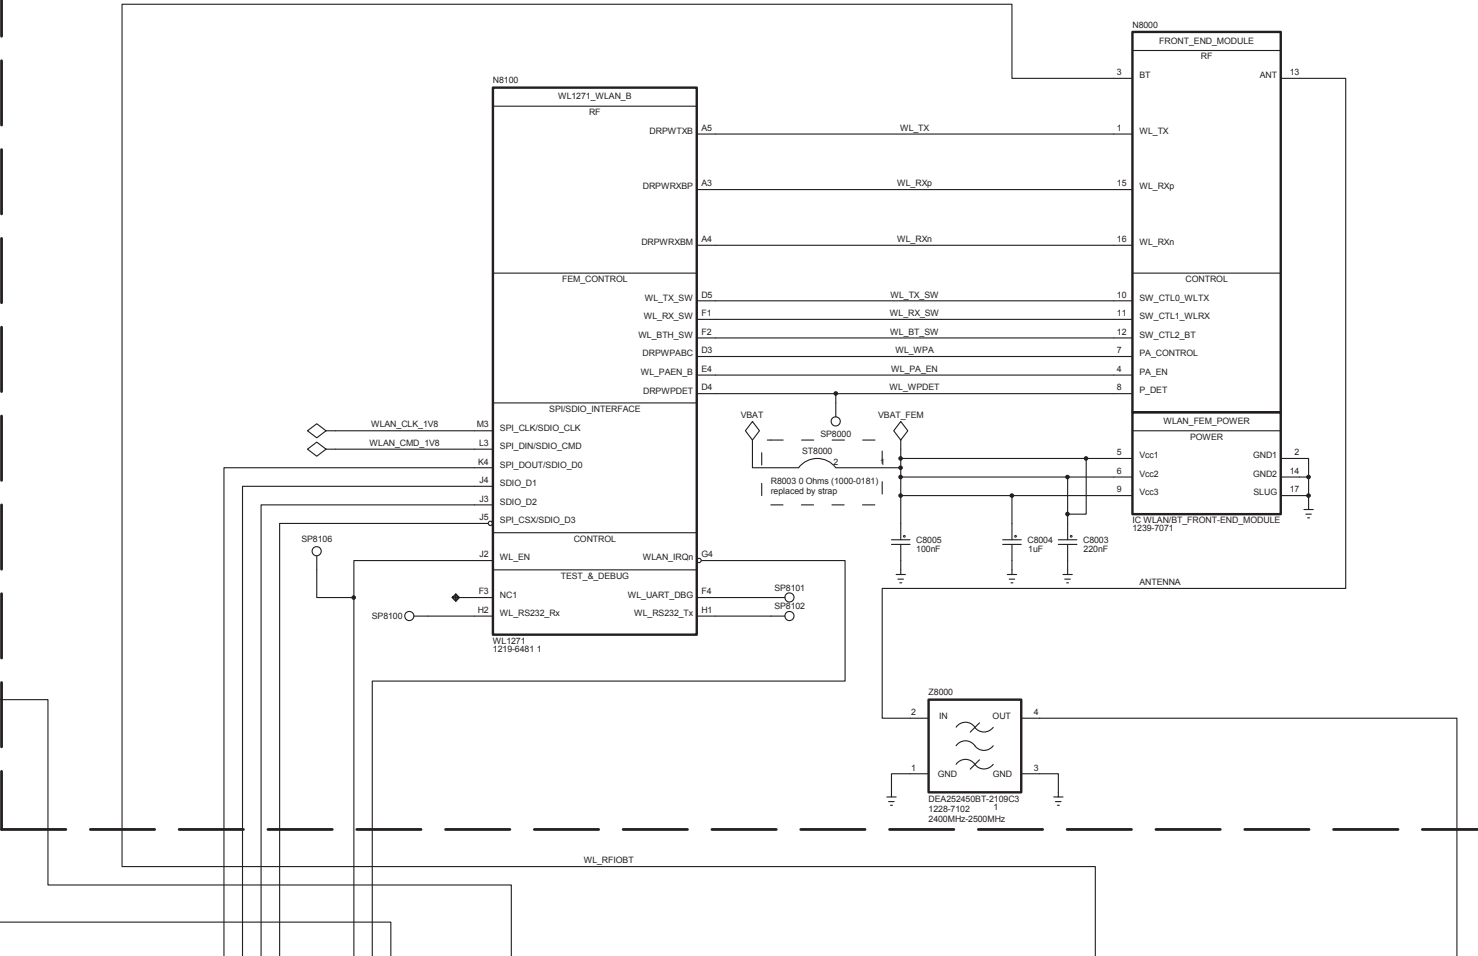 N8000
FRONT_END_MODULE
RF
3 BT ANT 13
N8100
WL1271_WLAN_B
RF
DRPWTXB A5 WL_TX 1 WL_TX
DRPWRXBP A3 WL_RXp 15 WL_RXp
DRPWRXBM A4 WL_RXn 16 WL_RXn
FEM_CONTROL CONTROL
WL_TX_SW D5 WL_TX_SW 10 SW_CTL0_WLTX
WL_RX_SW F1 WL_RX_SW 11 SW_CTL1_WLRX
WL_BTH_SW F2 WL_BT_SW 12 SW_CTL2_BT
DRPWPABC D3 WL_WPA 7 PA_CONTROL
WL_PAEN_B E4 WL_PA_EN 4 PA_EN
DRPWPDET D4 WL_WPDET 8 P_DET
SPI/SDIO_INTERFACE
VBAT VBAT_FEM
WLAN_FEM_POWER
WLAN_CLK_1V8 M3 SPI_CLK/SDIO_CLK
SP8000
POWER
WLAN_CMD_1V8 L3 SPI_DIN/SDIO_CMD
ST8000
5 Vcc1 GND1 2
K4 SPI_DOUT/SDIO_D0
2 1
6 Vcc2 GND2 14
J4 SDIO_D1
R8003 0 Ohms (1000-0181)
replaced by strap
9 Vcc3 SLUG 17
J3 SDIO_D2
J5 SPI_CSX/SDIO_D3
IC WLAN/BT_FRONT-END_MODULE
1239-7071
CONTROL
SP8106
C8005
100nF
C8004
1uF
C8003
220nF
J2 WL_EN WLAN_IRQn G4
TEST_&_DEBUG
ANTENNA
F3 NC1 WL_UART_DBG F4 SP8101
SP8100 H2 WL_RS232_Rx WL_RS232_Tx H1 SP8102
WL1271
1219-6481 1
Z8000
2 IN OUT 4
1 GND GND 3
DEA252450BT-2109C3
1228-7102 1
2400MHz-2500MHz
WL_RFIOBT